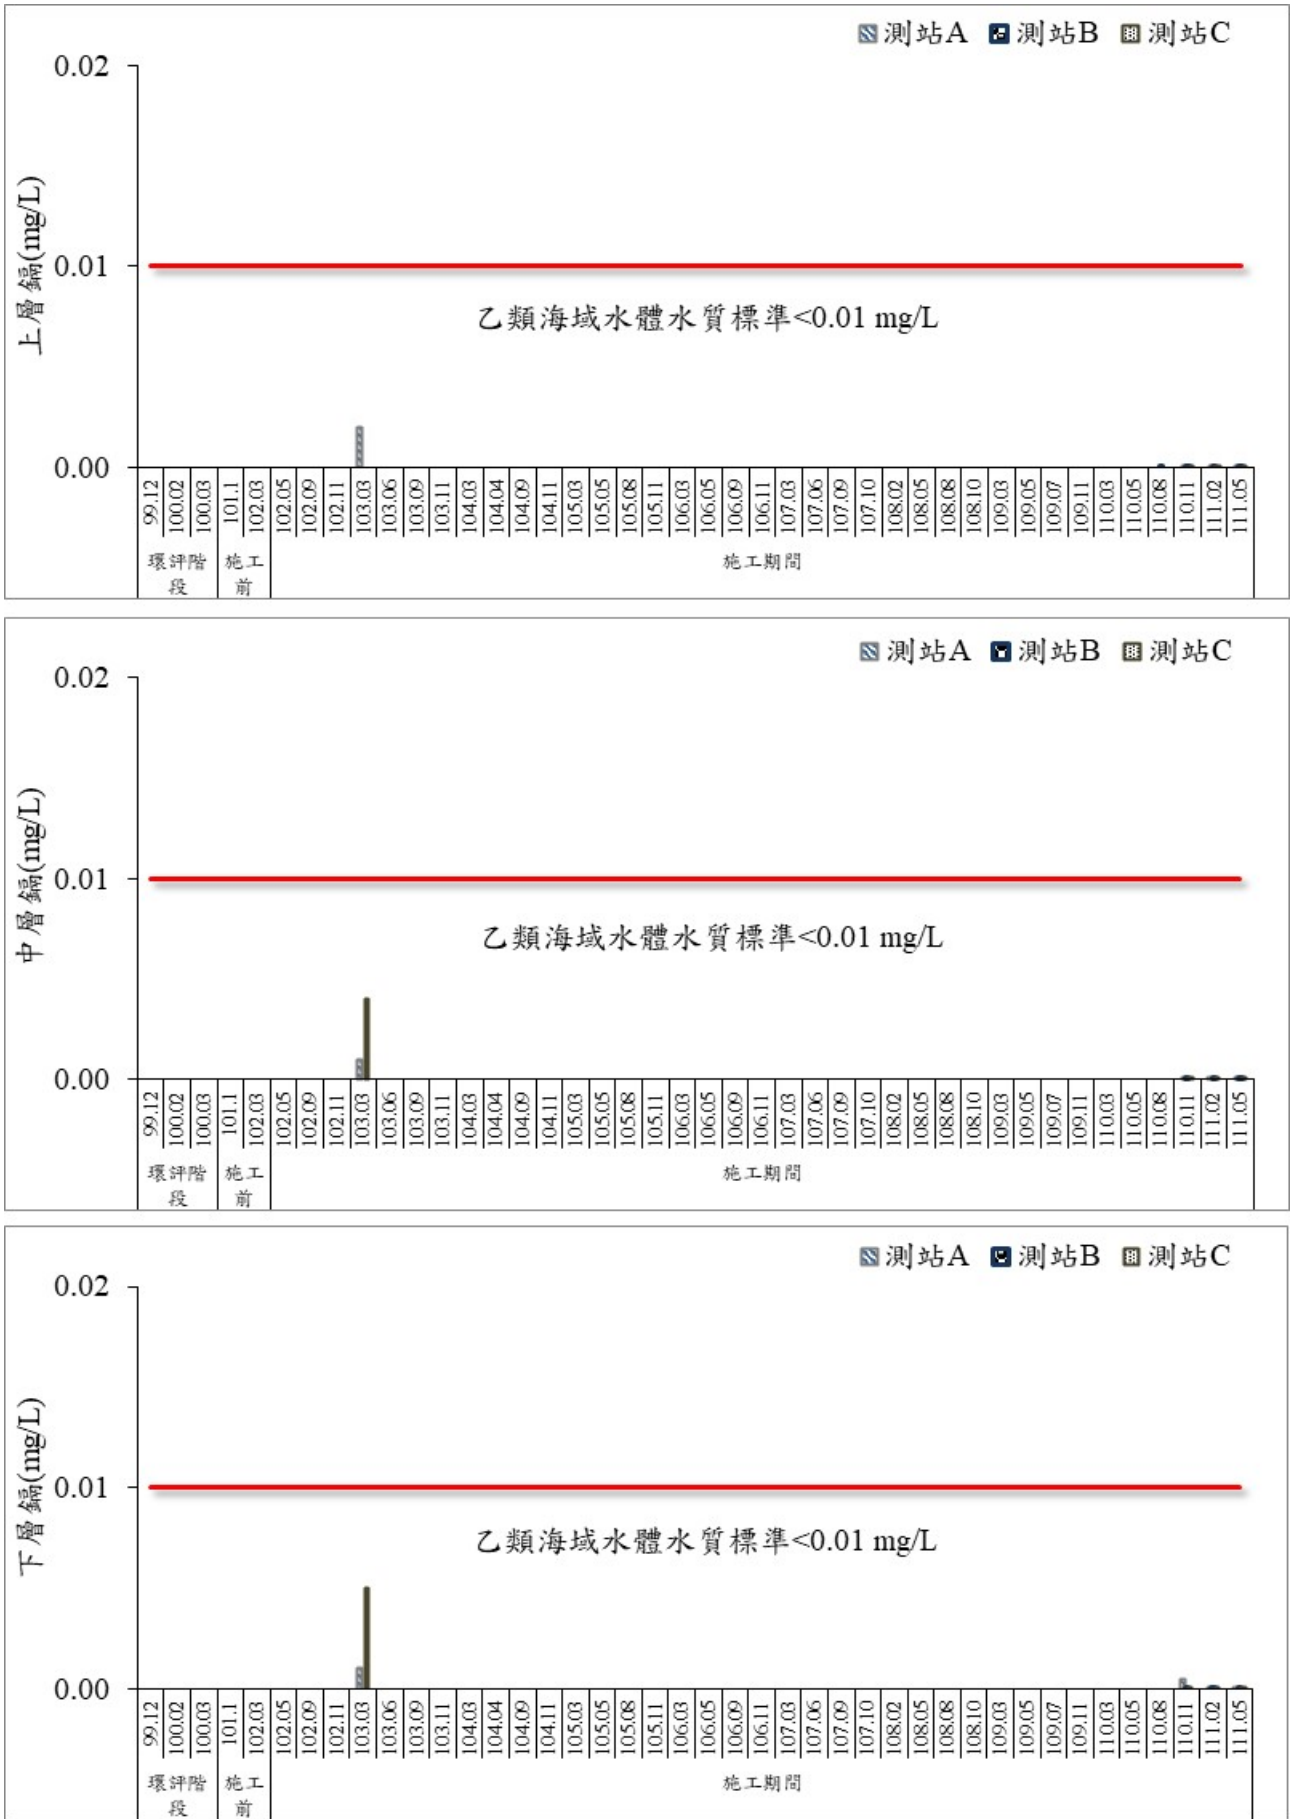 測站A 測站B 測站C
0.02
上層鎘(mg/L)
0.01
乙類海域水體水質標準<0.01 mg/L
0.00
99.12 100.02 100.03 101.1 102.03 102.05 102.09 102.11 103.03 103.06 103.09 103.11 104.03 104.04 104.09 104.11 105.03 105.05 105.08 105.11 106.03 106.05 106.09 106.11 107.03 107.06 107.09 107.10 108.02 108.05 108.08 108.10 109.03 109.05 109.07 109.11 110.03 110.05 110.08 110.11 111.02 111.05
環評階 施工 施工期間
段 前
測站A 測站B 測站C
0.02
中層鎘(mg/L)
0.01
乙類海域水體水質標準<0.01 mg/L
0.00
99.12 100.02 100.03 101.1 102.03 102.05 102.09 102.11 103.03 103.06 103.09 103.11 104.03 104.04 104.09 104.11 105.03 105.05 105.08 105.11 106.03 106.05 106.09 106.11 107.03 107.06 107.09 107.10 108.02 108.05 108.08 108.10 109.03 109.05 109.07 109.11 110.03 110.05 110.08 110.11 111.02 111.05
環評階 施工 施工期間
段 前
測站A 測站B 測站C
0.02
下層鎘(mg/L)
0.01
乙類海域水體水質標準<0.01 mg/L
0.00
99.12 100.02 100.03 101.1 102.03 102.05 102.09 102.11 103.03 103.06 103.09 103.11 104.03 104.04 104.09 104.11 105.03 105.05 105.08 105.11 106.03 106.05 106.09 106.11 107.03 107.06 107.09 107.10 108.02 108.05 108.08 108.10 109.03 109.05 109.07 109.11 110.03 110.05 110.08 110.11 111.02 111.05
環評階 施工 施工期間
段 前